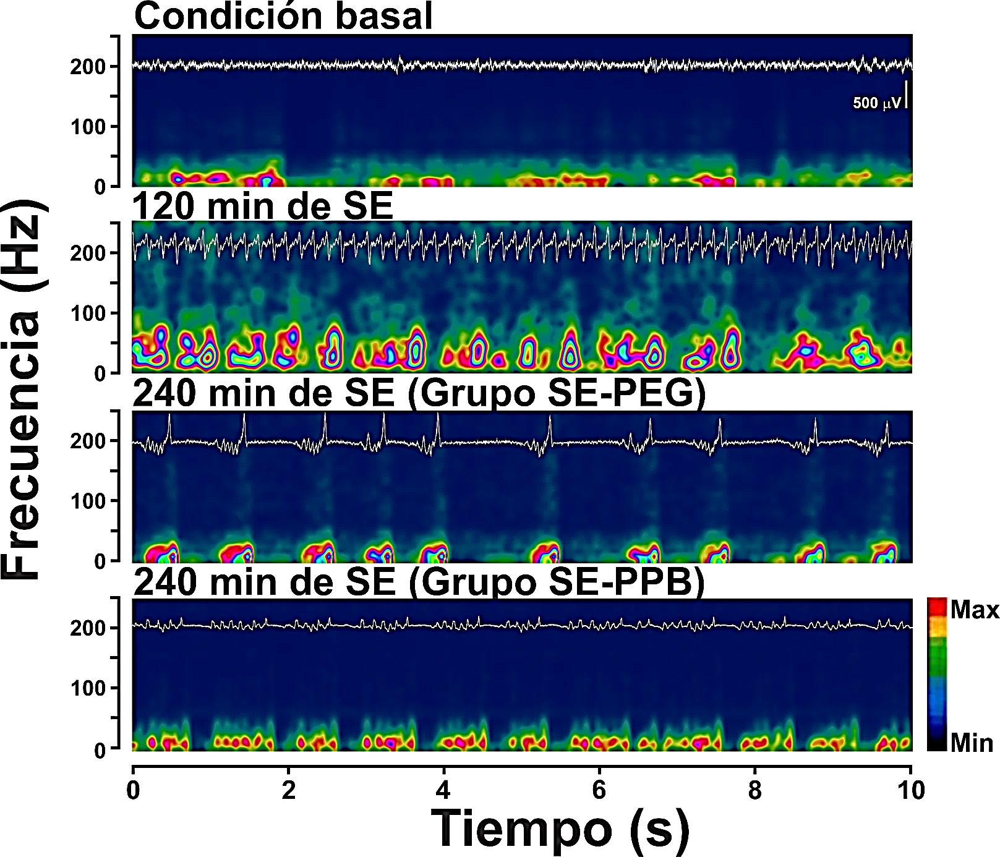 Condición basal
200
100
0
500 µV
120 min de SE
200
100
0
240 min de SE (Grupo SE-PEG)
200
100
0
240 min de SE (Grupo SE-PPB)
200
100
0
Max
Min
0 2 4 6 8 10
Tiempo (s)
Frecuencia (Hz)